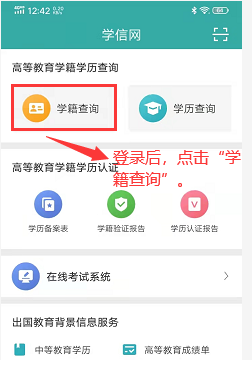 12:42
学信网
高等教育学籍学历查询
学籍查询
学历查询
登录后，点击“学
籍查询”。
高等教育学籍学历认证
学历备案表
学籍验证报告
学历认证报告
在线考试系统
出国教育背景信息服务
中等教育学历
高等教育成绩单